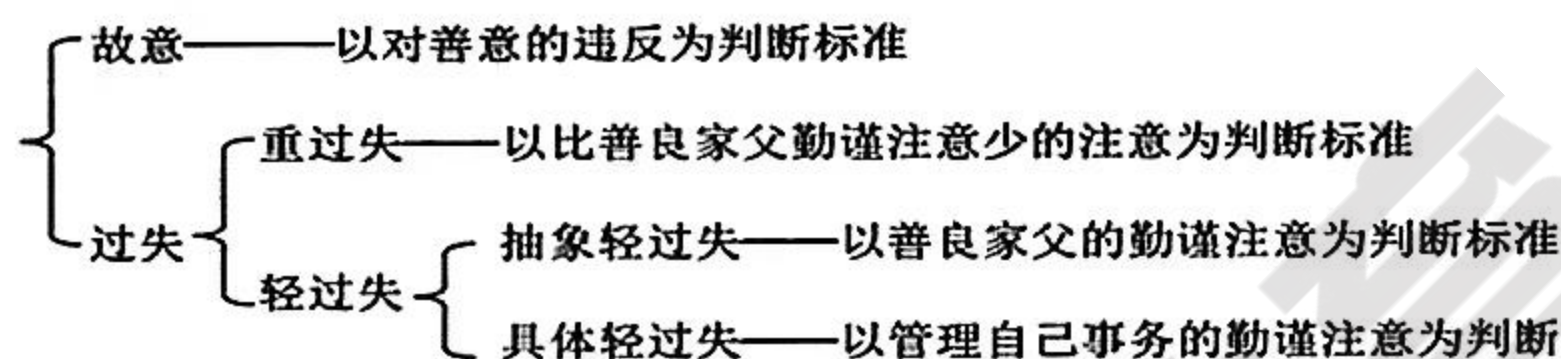 故意——以对善意的违反为判断标准
重过失——以比善良家父勤谨注意少的注意为判断标准
过失
抽象轻过失——以善良家父的勤谨注意为判断标准
轻过失
具体轻过失——以管理自己事务的勤谨注意为判断